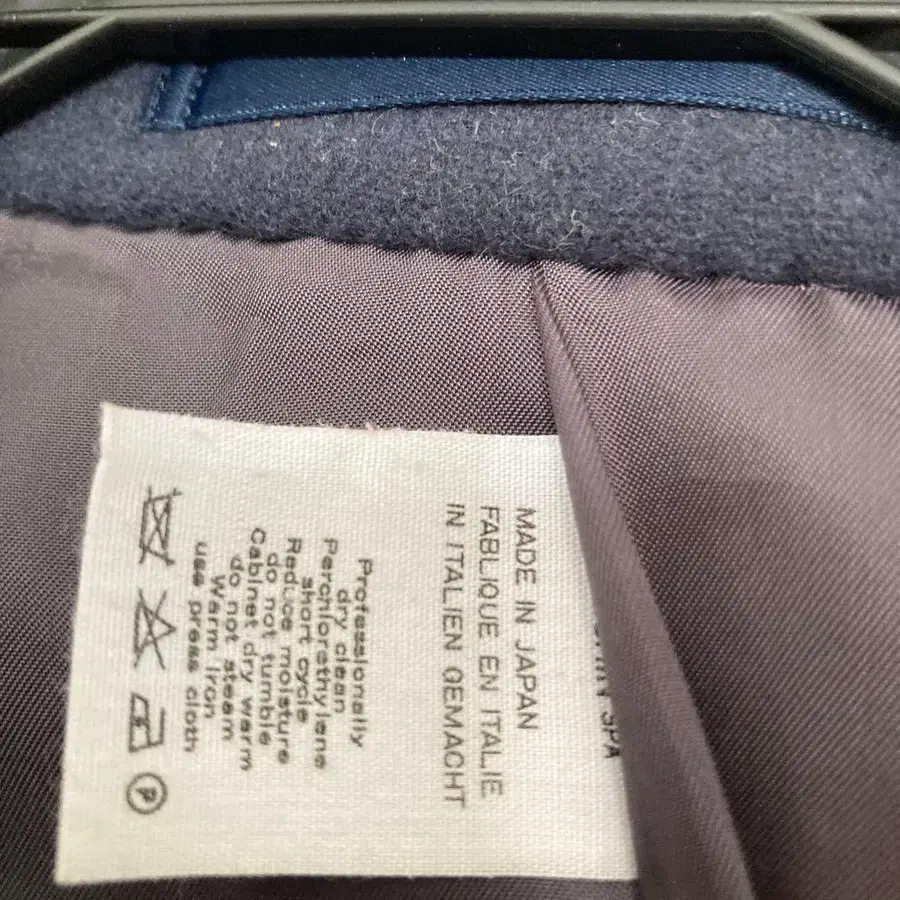 SPA
MADE IN JAPAN
FABLIQUE EN ITALIE
IN ITALIEN GEMACHT
Professionally
dry clean
Perchlorethylene
short cycle
Reduce moisture
do not tumble
Cabinet dry warm
do not steam
Warm iron
use press cloth
P